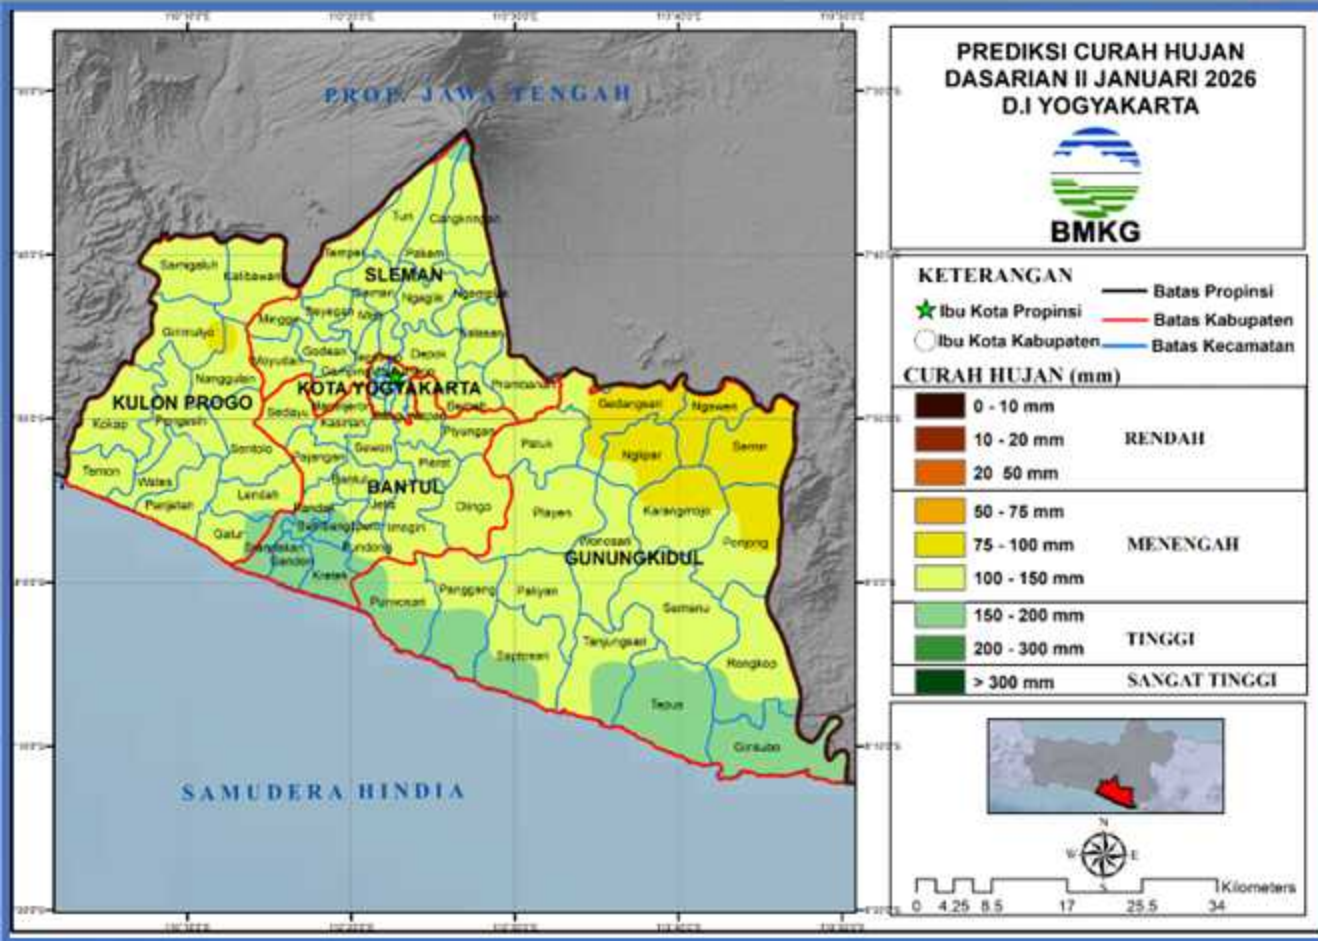 PREDIKSI CURAH HUJAN
DASARIAN II JANUARI 2026
D.I YOGYAKARTA
BMKG
KETERANGAN
Ibu Kota Propinsi
Ibu Kota Kabupaten
Batas Propinsi
Batas Kabupaten
Batas Kecamatan
CURAH HUJAN (mm)
0 - 10 mm
10 - 20 mm
20 50 mm
RENDAH
50 - 75 mm
75 - 100 mm
100 - 150 mm
MENENGAH
150 - 200 mm
200 - 300 mm
TINGGI
> 300 mm
SANGAT TINGGI
N
W
E
S
Kilometers
0 4.25 8.5 17 25.5 34
PROP. JAWA TENGAH
Turi
Cangkringan
Tempel
Pakem
Samigaluh
Kalibawang
SLEMAN
Sleman
Ngaglik
Ngemplak
Minggir
Seyegan
Mlati
Girimulyo
Kalasan
Godean
Depok
Moyudan
Nanggulan
KOTA YOGYAKARTA
Prambanan
KULON PROGO
Gedangsari
Ngawen
Sedayu
Kasihan
Kokap
Pengasih
Piyungan
Patuk
Semin
Sentolo
Sewon
Nglipar
Pajangan
Pleret
Temon
Wates
Bantul
BANTUL
Lendah
Panjatan
Pandak
Jetis
Dlingo
Playen
Karangmojo
Galur
Imogiri
Srandakan
Pundong
Wonosari
Ponjong
Sanden
GUNUNGKIDUL
Kretek
Purwosari
Panggang
Paliyan
Semanu
Tanjungsari
Saptosari
Rongkop
Tepus
Girisubo
SAMUDERA HINDIA